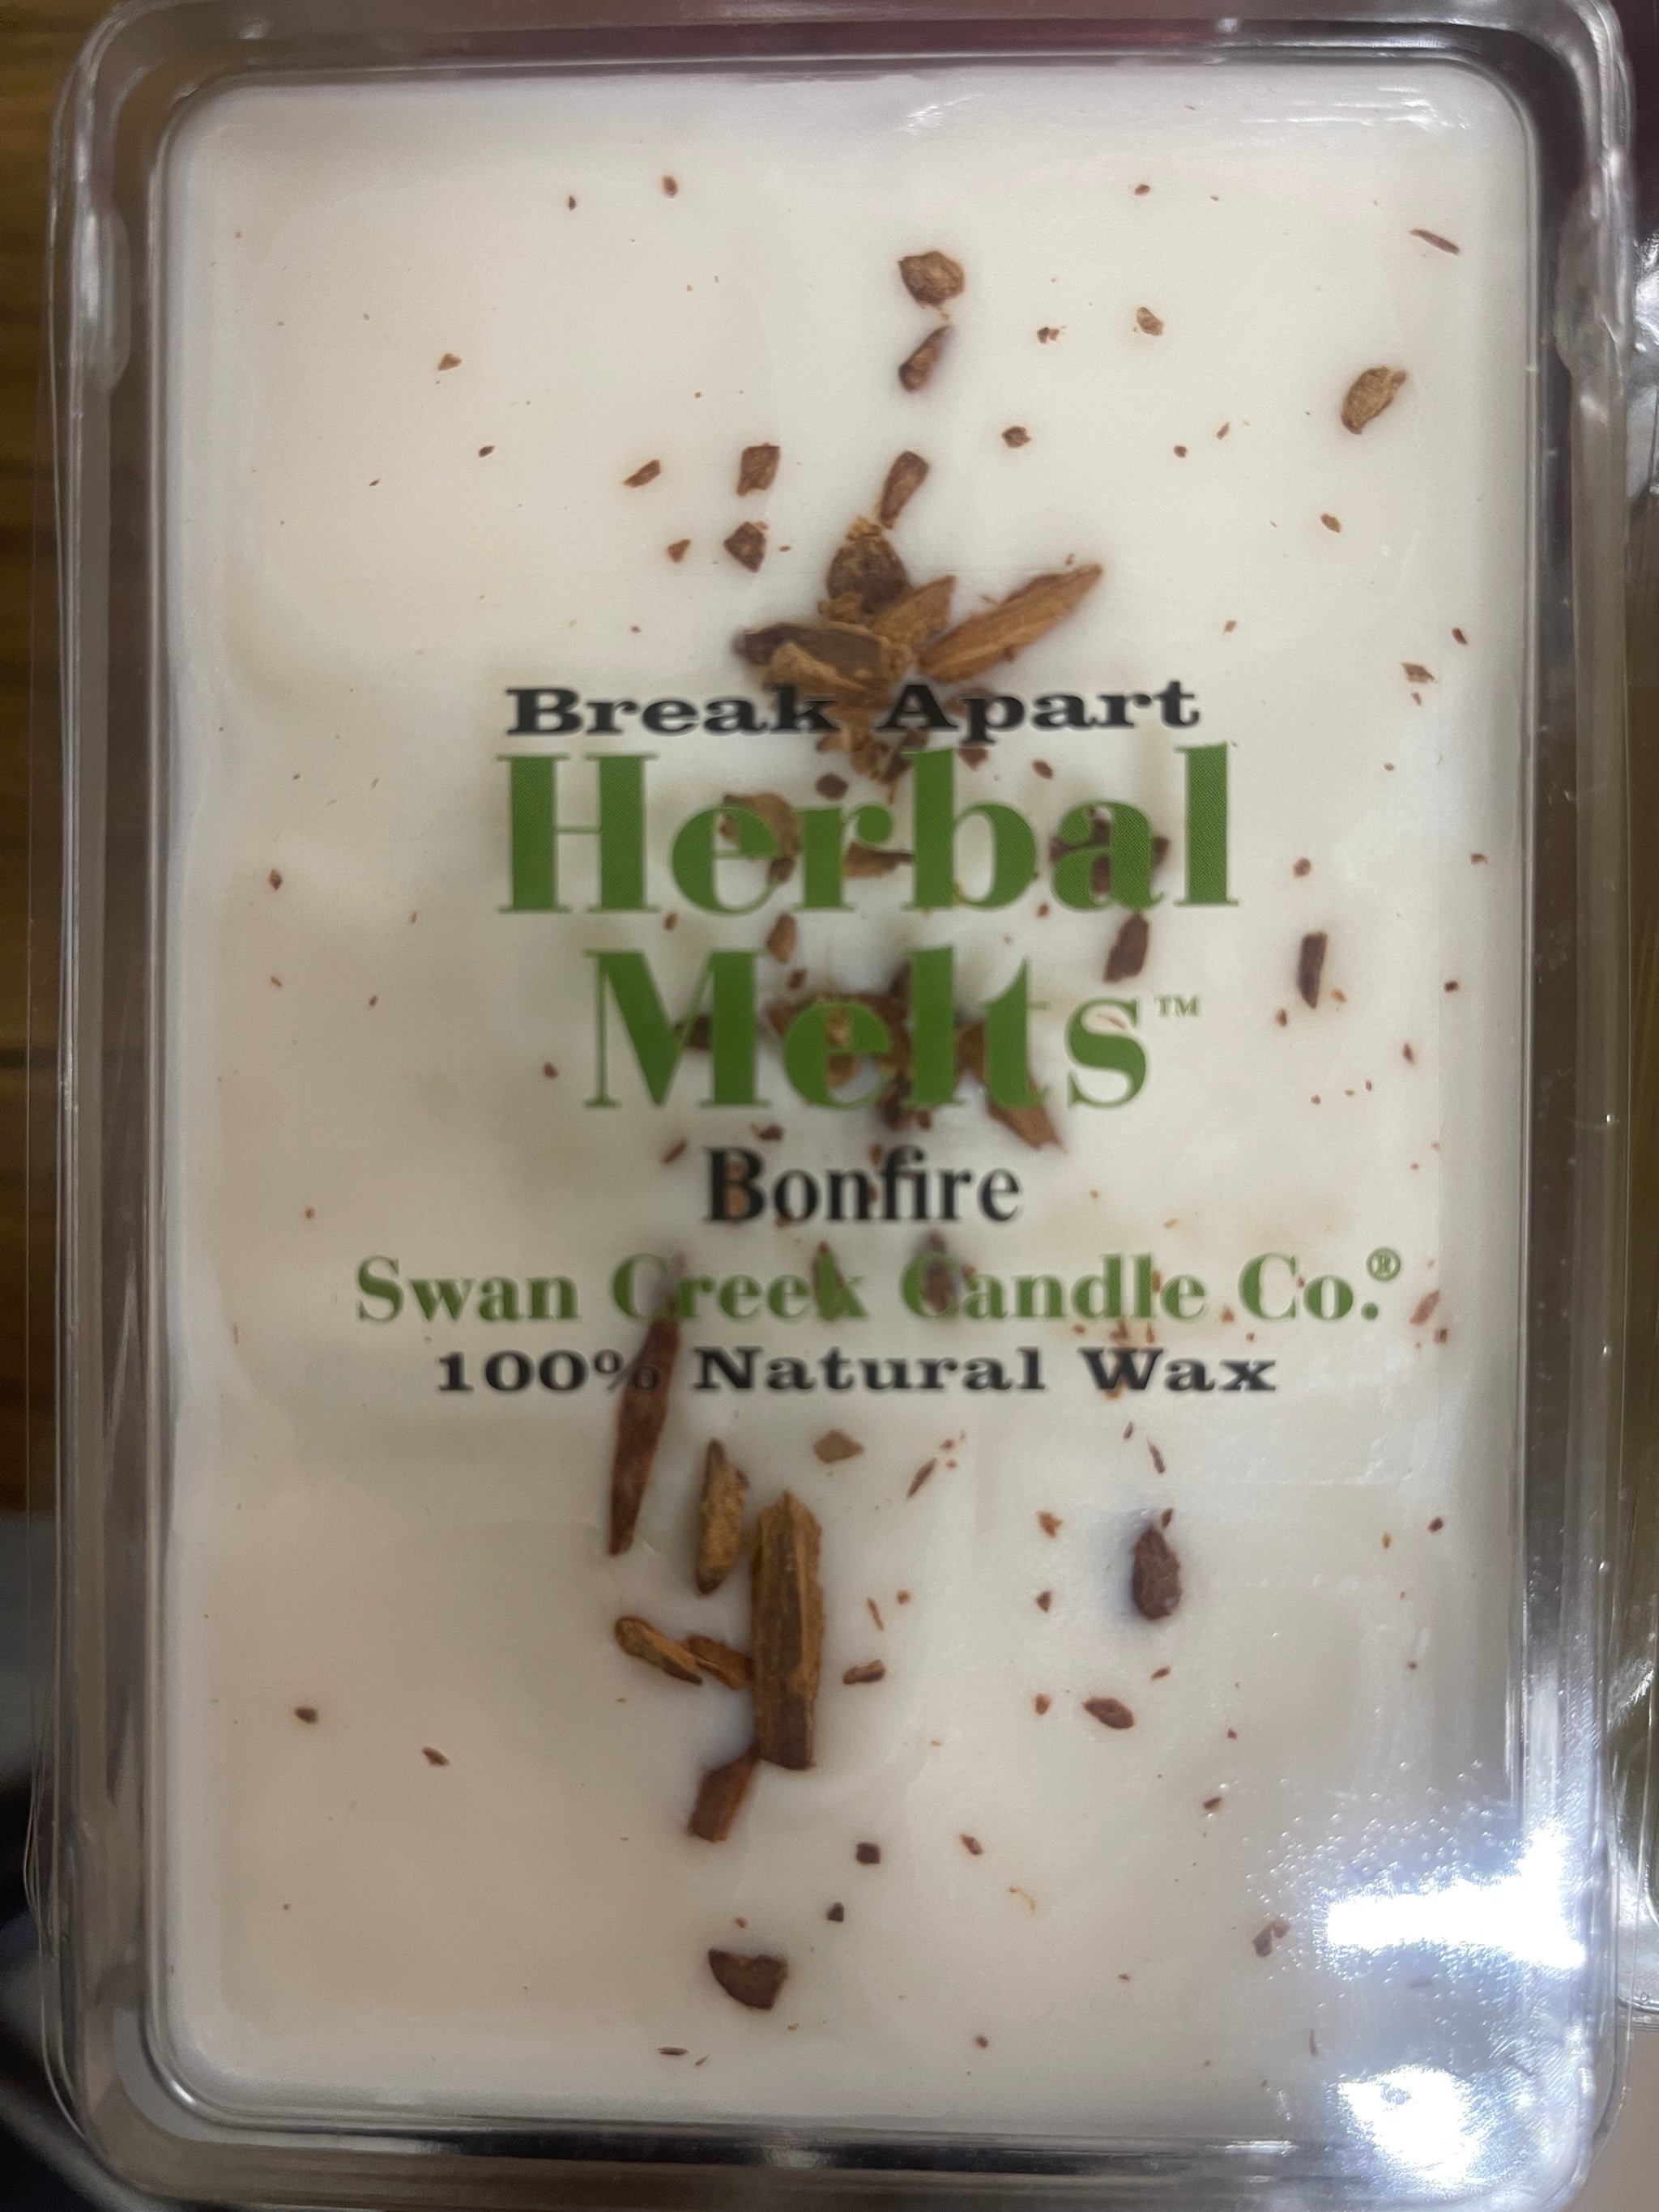 Break Apart
Herbal
Melts™
Bonfire
Swan Creek Candle Co.®
100% Natural Wax